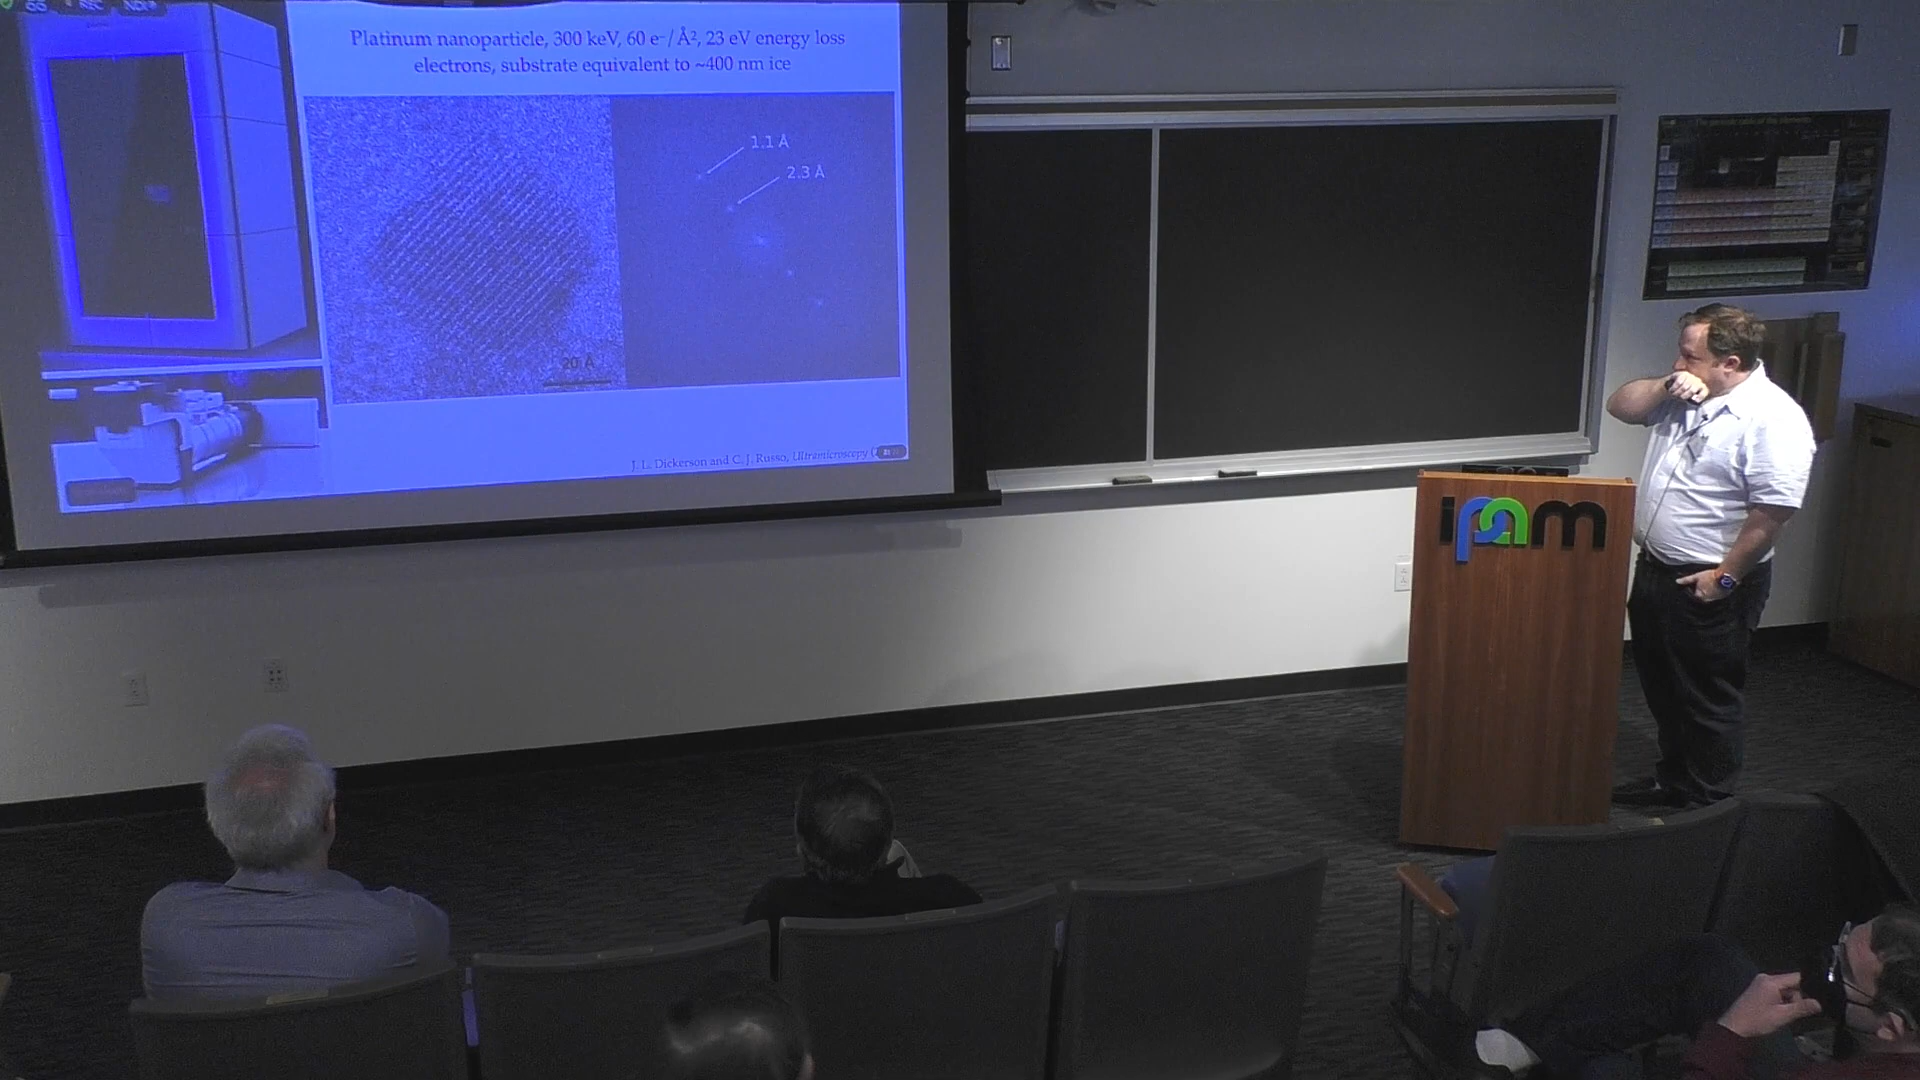 REC
Platinum nanoparticle, 300 keV, 60 e⁻/Å², 23 eV energy loss
electrons, substrate equivalent to ~400 nm ice
1.1 Å
2.3 Å
20 Å
J. L. Dickerson and C. J. Russo, Ultramicroscopy (
ipam